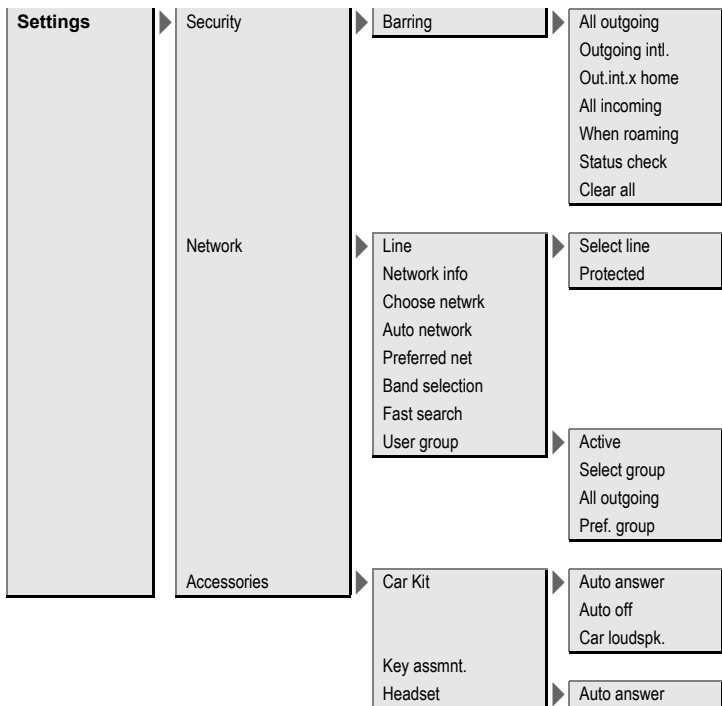 Settings
Security
Barring
All outgoing
Outgoing intl.
Out.int.x home
All incoming
When roaming
Status check
Clear all
Network
Line
Select line
Network info
Protected
Choose netwrk
Auto network
Preferred net
Band selection
Fast search
User group
Active
Select group
All outgoing
Pref. group
Accessories
Car Kit
Auto answer
Auto off
Car loudspk.
Key assmnt.
Headset
Auto answer